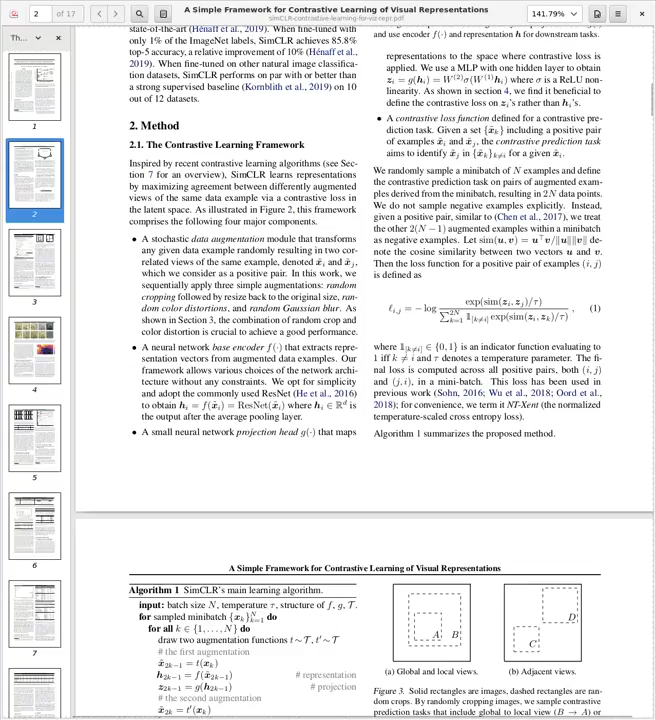 2
of 17
A Simple Framework for Contrastive Learning of Visual Representations
simCLR-contrastive-learning-for-viz-repr.pdf
141.79%
Th...
1
2
3
4
5
6
7
state-of-the-art (Hénaff et al., 2019). When fine-tuned with
only 1% of the ImageNet labels, SimCLR achieves 85.8%
top-5 accuracy, a relative improvement of 10% (Hénaff et al.,
2019). When fine-tuned on other natural image classifica-
tion datasets, SimCLR performs on par with or better than
a strong supervised baseline (Kornblith et al., 2019) on 10
out of 12 datasets.
2. Method
2.1. The Contrastive Learning Framework
Inspired by recent contrastive learning algorithms (see Sec-
tion 7 for an overview), SimCLR learns representations
by maximizing agreement between differently augmented
views of the same data example via a contrastive loss in
the latent space. As illustrated in Figure 2, this framework
comprises the following four major components.
• A stochastic data augmentation module that transforms
any given data example randomly resulting in two cor-
related views of the same example, denoted x̃ᵢ and x̃ⱼ,
which we consider as a positive pair. In this work, we
sequentially apply three simple augmentations: random
cropping followed by resize back to the original size, ran-
dom color distortions, and random Gaussian blur. As
shown in Section 3, the combination of random crop and
color distortion is crucial to achieve a good performance.
• A neural network base encoder f(·) that extracts repre-
sentation vectors from augmented data examples. Our
framework allows various choices of the network archi-
tecture without any constraints. We opt for simplicity
and adopt the commonly used ResNet (He et al., 2016)
to obtain hᵢ = f(x̃ᵢ) = ResNet(x̃ᵢ) where hᵢ ∈ ℝᵈ is
the output after the average pooling layer.
• A small neural network projection head g(·) that maps
and use encoder f(·) and representation h for downstream tasks.
representations to the space where contrastive loss is
applied. We use a MLP with one hidden layer to obtain
zᵢ = g(hᵢ) = W⁽²⁾σ(W⁽¹⁾hᵢ) where σ is a ReLU non-
linearity. As shown in section 4, we find it beneficial to
define the contrastive loss on zᵢ's rather than hᵢ's.
• A contrastive loss function defined for a contrastive pre-
diction task. Given a set {x̃ₖ} including a positive pair
of examples x̃ᵢ and x̃ⱼ, the contrastive prediction task
aims to identify x̃ⱼ in {x̃ₖ}ₖ≠ᵢ for a given x̃ᵢ.
We randomly sample a minibatch of N examples and define
the contrastive prediction task on pairs of augmented exam-
ples derived from the minibatch, resulting in 2N data points.
We do not sample negative examples explicitly. Instead,
given a positive pair, similar to (Chen et al., 2017), we treat
the other 2(N − 1) augmented examples within a minibatch
as negative examples. Let sim(u, v) = u⊤v/‖u‖‖v‖ de-
note the cosine similarity between two vectors u and v.
Then the loss function for a positive pair of examples (i, j)
is defined as
ℓᵢ,ⱼ = − log exp(sim(zᵢ, zⱼ)/τ) / ∑ₖ₌₁²ᴺ 𝟙[k≠i] exp(sim(zᵢ, zₖ)/τ) , (1)
where 𝟙[k≠i] ∈ {0, 1} is an indicator function evaluating to
1 iff k ≠ i and τ denotes a temperature parameter. The fi-
nal loss is computed across all positive pairs, both (i, j)
and (j, i), in a mini-batch. This loss has been used in
previous work (Sohn, 2016; Wu et al., 2018; Oord et al.,
2018); for convenience, we term it NT-Xent (the normalized
temperature-scaled cross entropy loss).
Algorithm 1 summarizes the proposed method.
A Simple Framework for Contrastive Learning of Visual Representations
Algorithm 1 SimCLR's main learning algorithm.
input: batch size N, temperature τ, structure of f, g, 𝒯.
for sampled minibatch {xₖ}ₖ₌₁ᴺ do
for all k ∈ {1, . . . , N} do
draw two augmentation functions t∼𝒯, t′∼𝒯
# the first augmentation
x̃₂ₖ₋₁ = t(xₖ)
h₂ₖ₋₁ = f(x̃₂ₖ₋₁) # representation
z₂ₖ₋₁ = g(h₂ₖ₋₁) # projection
# the second augmentation
x̃₂ₖ = t′(xₖ)
A B
D
C
(a) Global and local views.
(b) Adjacent views.
Figure 3. Solid rectangles are images, dashed rectangles are ran-
dom crops. By randomly cropping images, we sample contrastive
prediction tasks that include global to local view (B → A) or